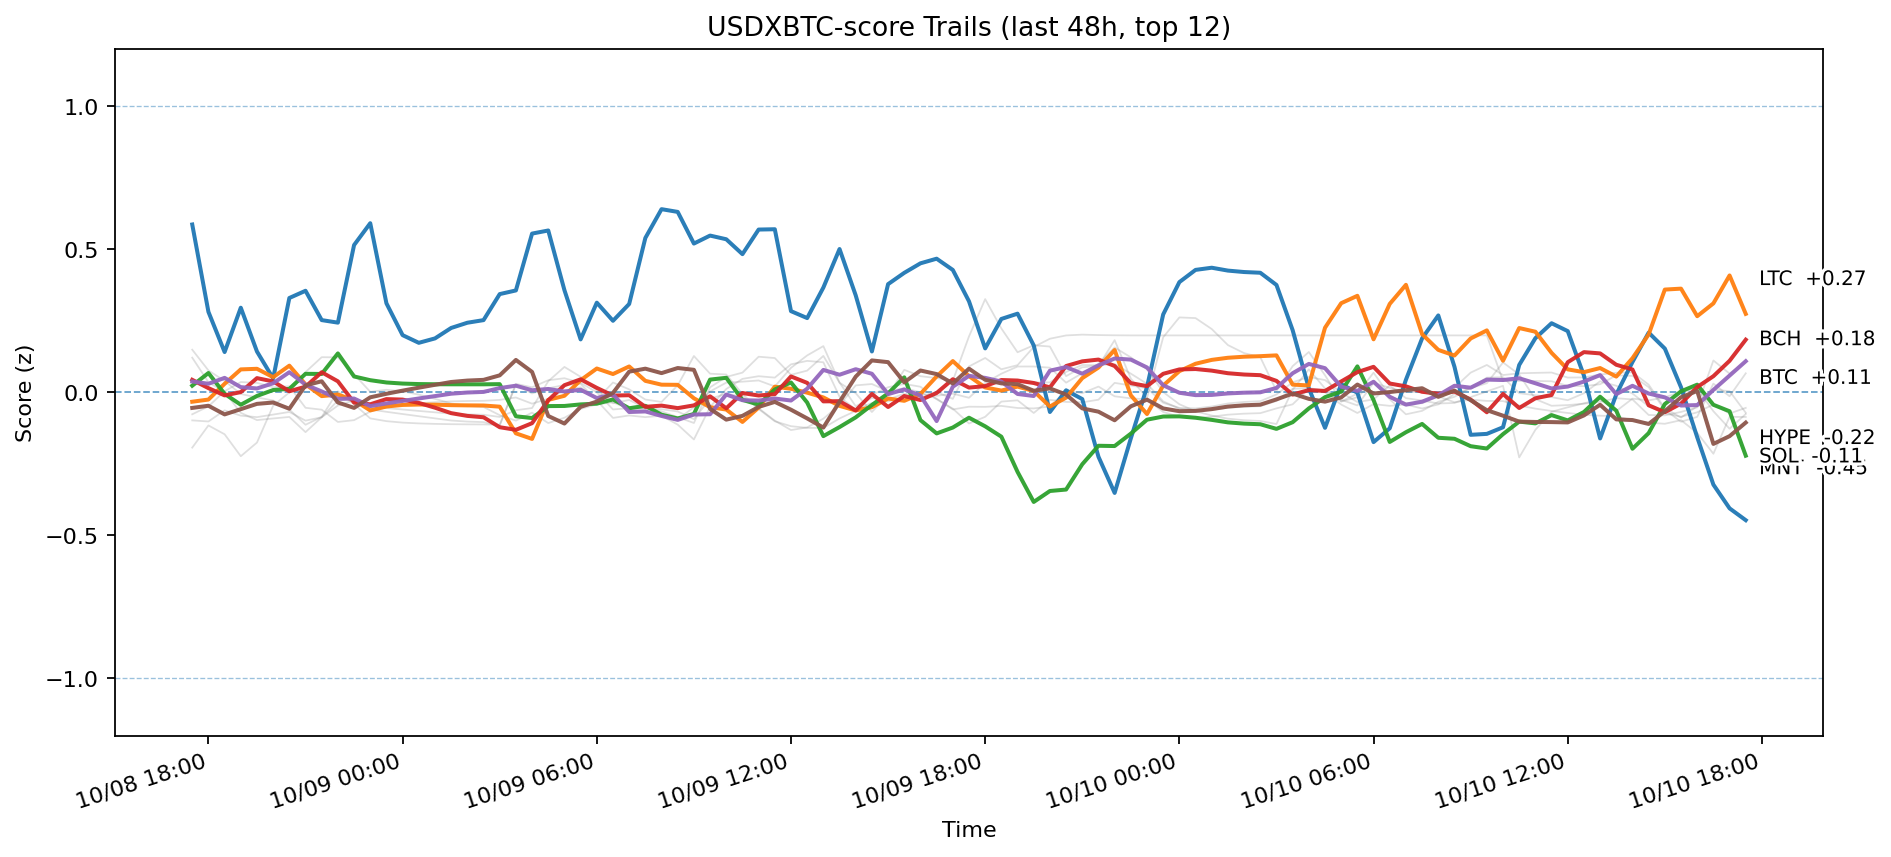 USDXBTC-score Trails (last 48h, top 12)
Score (z)
1.0
0.5
0.0
−0.5
−1.0
LTC +0.27
BCH +0.18
BTC +0.11
HYPE -0.22
SOL -0.11
MNT -0.45
10/08 18:00
10/09 00:00
10/09 06:00
10/09 12:00
10/09 18:00
10/10 00:00
10/10 06:00
10/10 12:00
10/10 18:00
Time